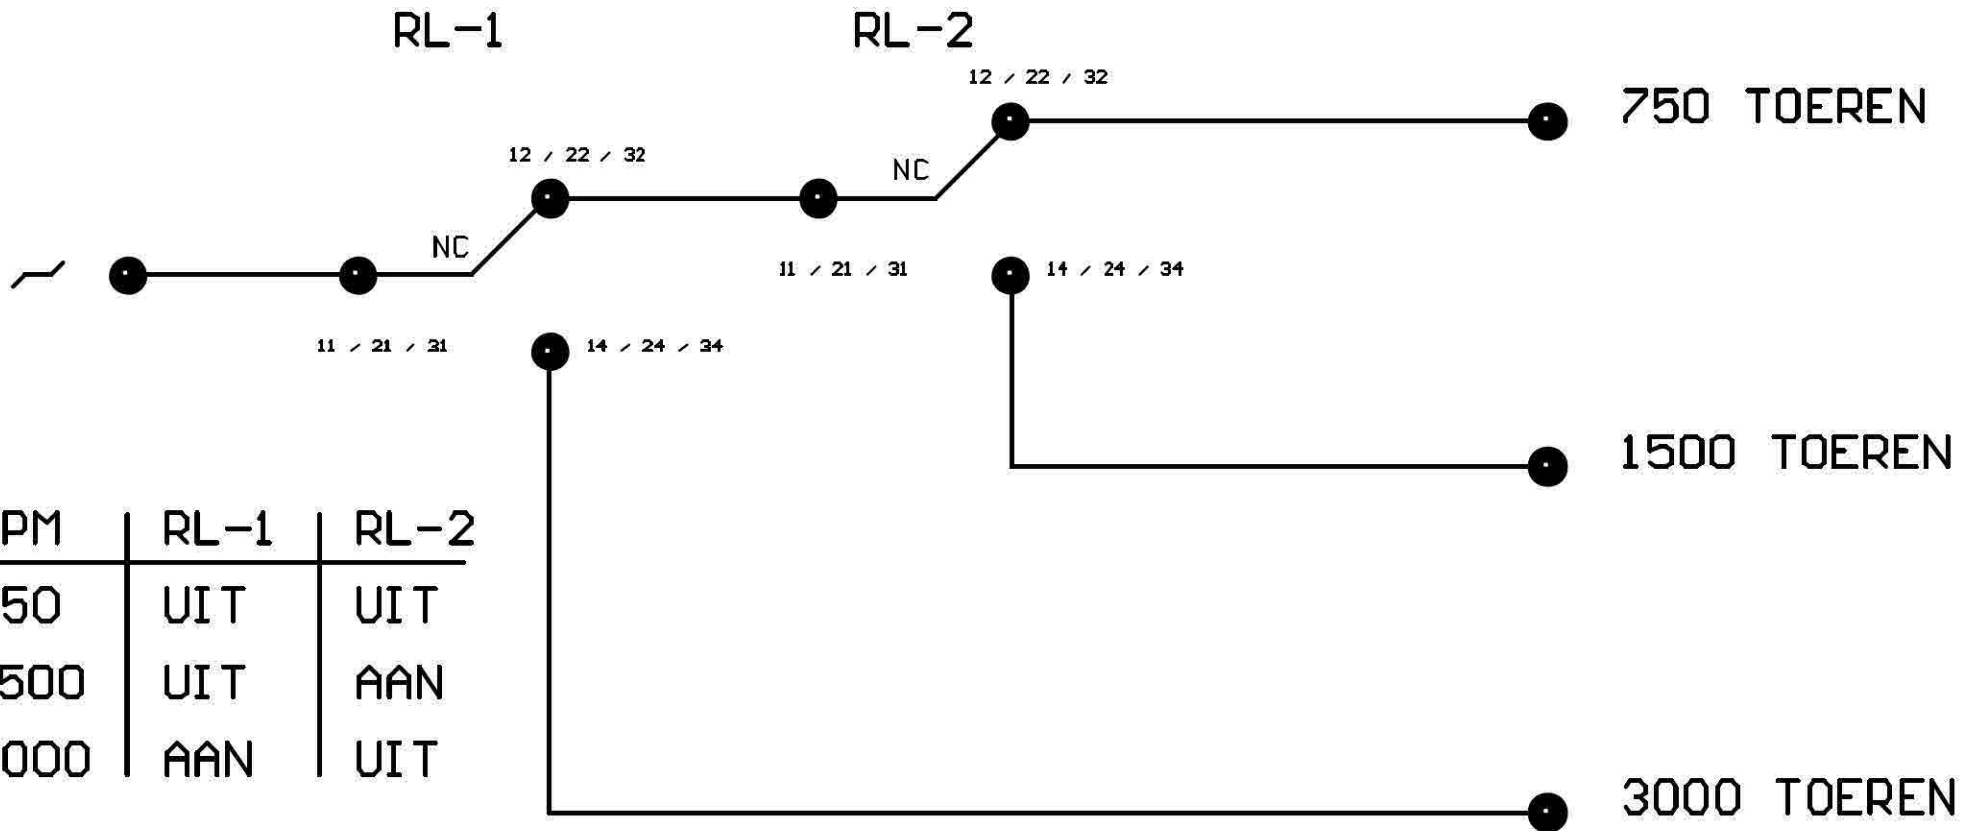 RL-1
RL-2
12 / 22 / 32
750 TOEREN
12 / 22 / 32
NC
NC
11 / 21 / 31
14 / 24 / 34
11 / 21 / 31
14 / 24 / 34
1500 TOEREN
PM RL-1 RL-2
50 UIT UIT
500 UIT AAN
000 AAN UIT
3000 TOEREN